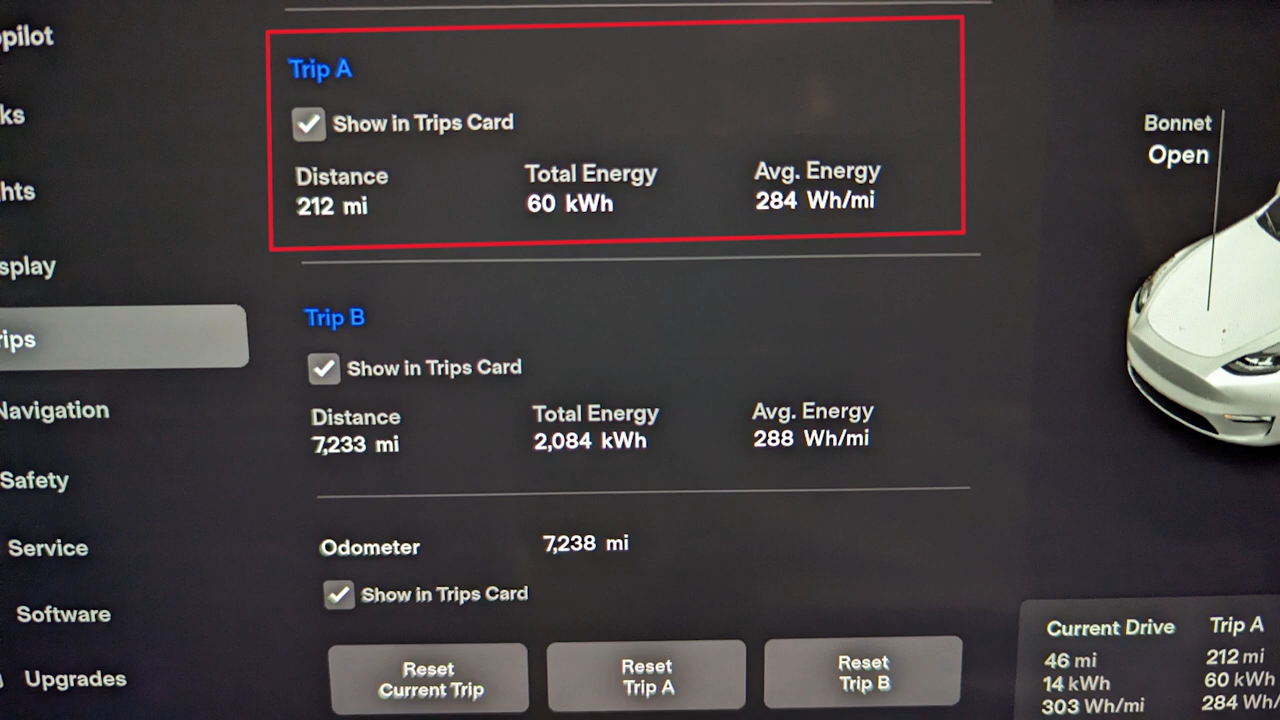 pilot
ks
hts
splay
rips
Navigation
Safety
Service
Software
Upgrades
Trip A
Show in Trips Card
Distance Total Energy Avg. Energy
212 mi 60 kWh 284 Wh/mi
Trip B
Show in Trips Card
Distance Total Energy Avg. Energy
7,233 mi 2,084 kWh 288 Wh/mi
Odometer 7,238 mi
Show in Trips Card
Reset
Current Trip
Reset
Trip A
Reset
Trip B
Bonnet
Open
Current Drive Trip A
46 mi 212 mi
14 kWh 60 kWh
303 Wh/mi 284 Wh/